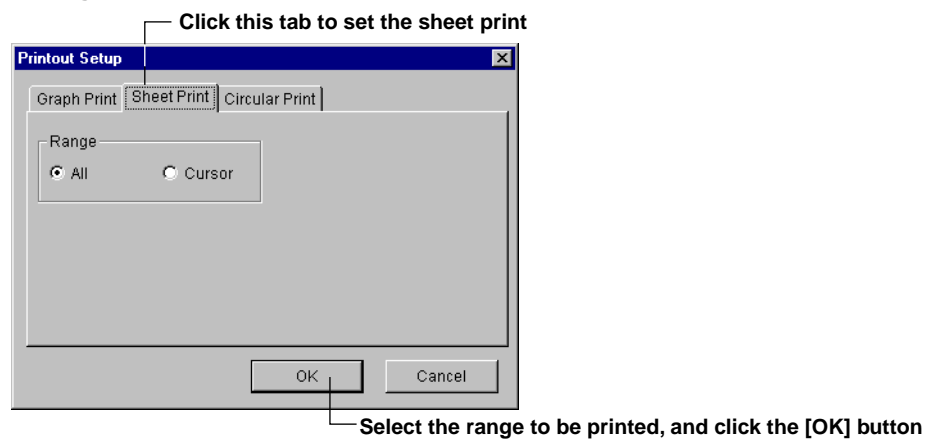 Click this tab to set the sheet print
Printout Setup
Graph Print Sheet Print Circular Print
Range
All Cursor
OK Cancel
Select the range to be printed, and click the [OK] button